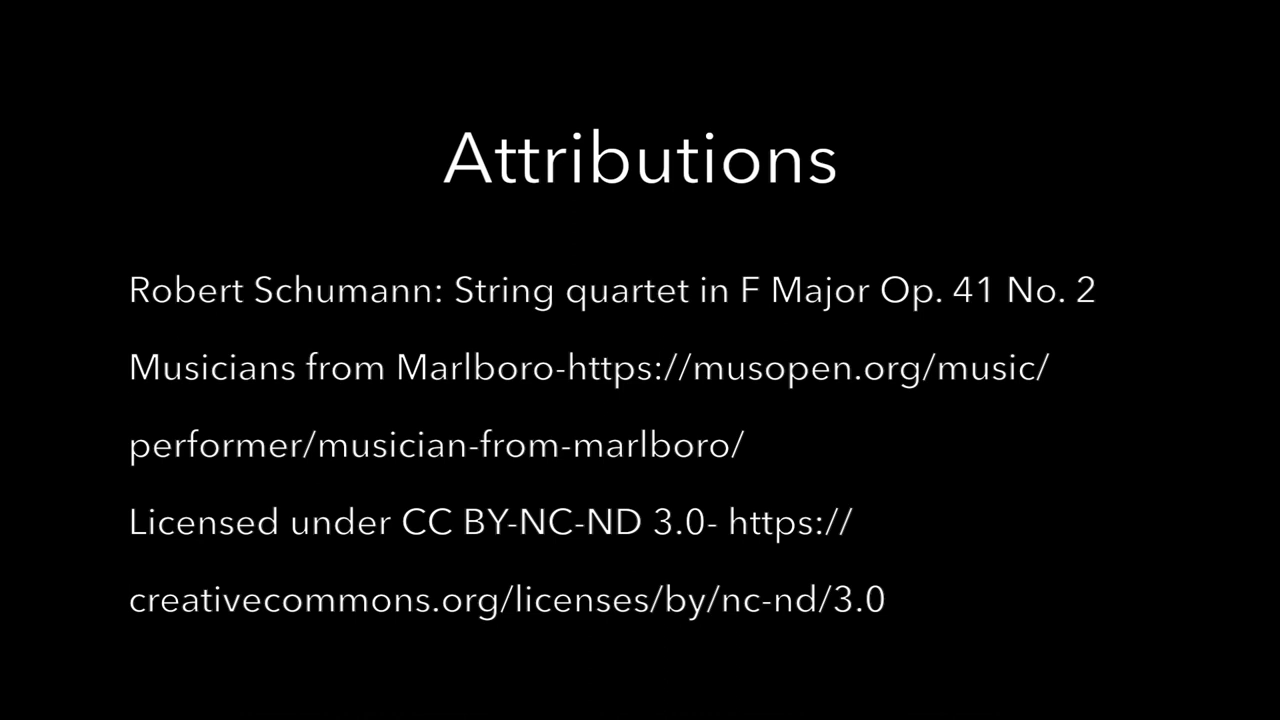 Attributions
Robert Schumann: String quartet in F Major Op. 41 No. 2
Musicians from Marlboro-https://musopen.org/music/
performer/musician-from-marlboro/
Licensed under CC BY-NC-ND 3.0- https://
creativecommons.org/licenses/by/nc-nd/3.0